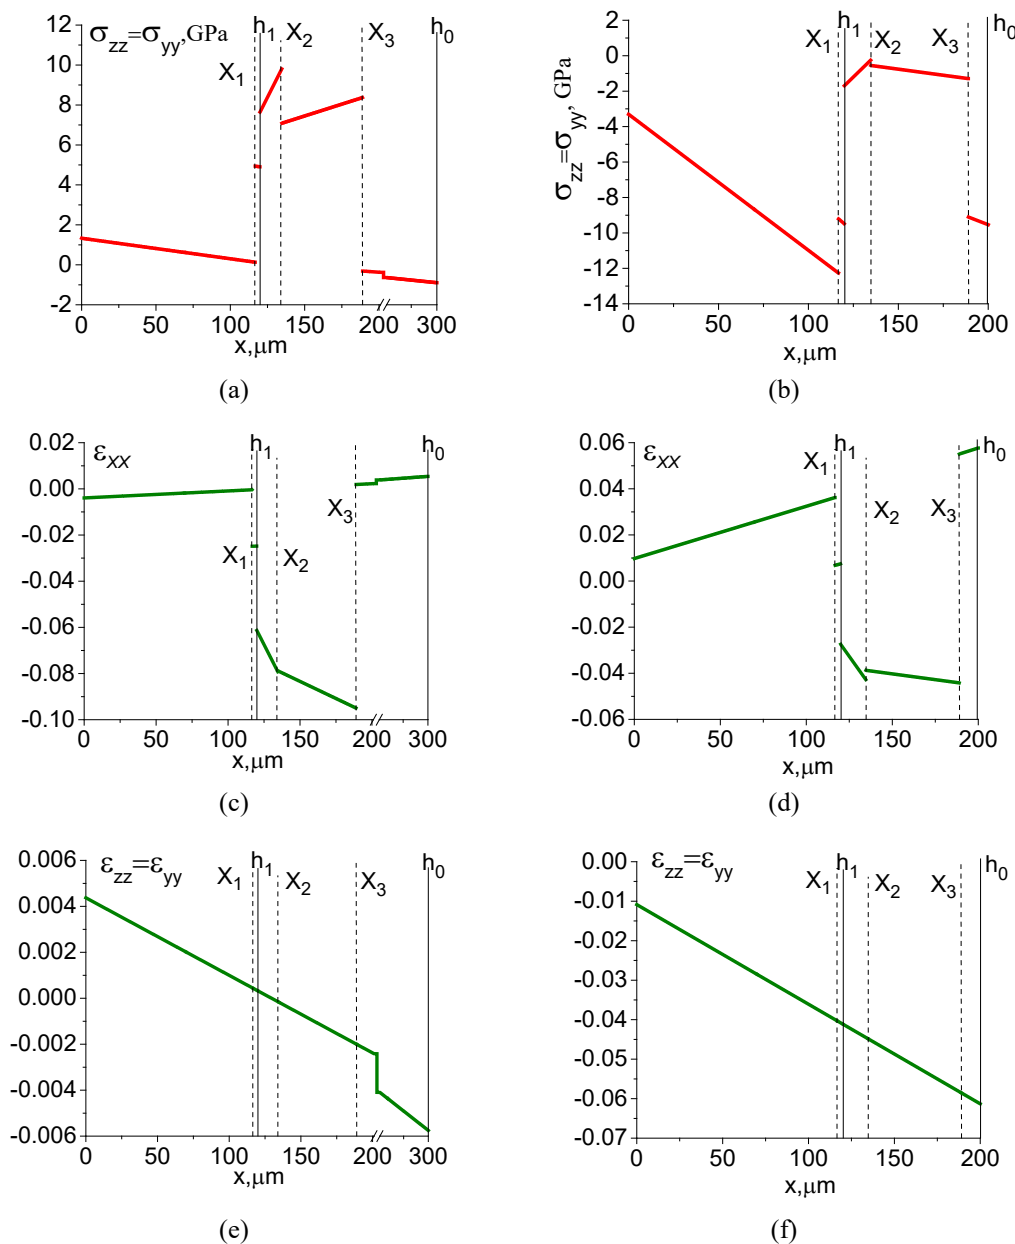 σzz=σyy,GPa
h1
X2
X3
h0
X1
12
10
8
6
4
2
0
-2
0 50 100 150 200 300
x,μm
(a)
σzz=σyy, GPa
X1
h1
X2
X3
h0
2
0
-2
-4
-6
-8
-10
-12
-14
0 50 100 150 200
x,μm
(b)
εXX
h1
h0
X3
X1
X2
0.02
0.00
-0.02
-0.04
-0.06
-0.08
-0.10
0 50 100 150 200 300
x,μm
(c)
εXX
h1
h0
X1
X2
X3
0.06
0.04
0.02
0.00
-0.02
-0.04
-0.06
0 50 100 150 200
x,μm
(d)
εzz=εyy
h1
h0
X1
X2
X3
0.006
0.004
0.002
0.000
-0.002
-0.004
-0.006
0 50 100 150 200 300
x,μm
(e)
εzz=εyy
h1
h0
X1
X2
X3
0.00
-0.01
-0.02
-0.03
-0.04
-0.05
-0.06
-0.07
0 50 100 150 200
x,μm
(f)